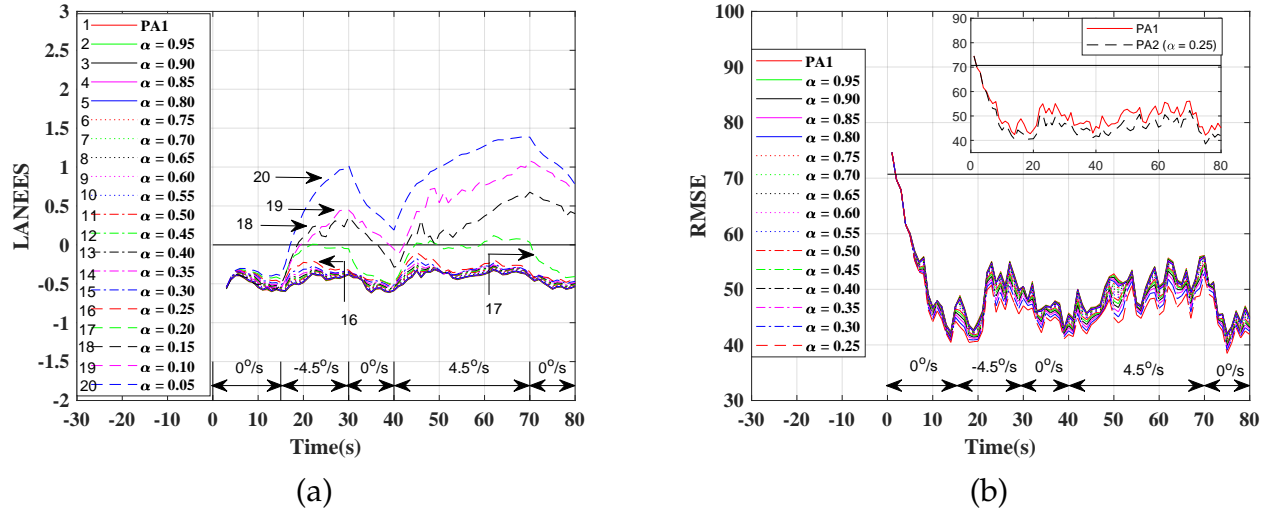 LANEES
3
2.5
2
1.5
1
0.5
0
-0.5
-1
-1.5
-2
1 PA1
2 α = 0.95
3 α = 0.90
4 α = 0.85
5 α = 0.80
6 α = 0.75
7 α = 0.70
8 α = 0.65
9 α = 0.60
10 α = 0.55
11 α = 0.50
12 α = 0.45
13 α = 0.40
14 α = 0.35
15 α = 0.30
16 α = 0.25
17 α = 0.20
18 α = 0.15
19 α = 0.10
20 α = 0.05
20
19
18
16
17
0°/s -4.5°/s 0°/s 4.5°/s 0°/s
-30 -20 -10 0 10 20 30 40 50 60 70 80
Time(s)
(a)
RMSE
100
90
80
70
60
50
40
30
PA1
α = 0.95
α = 0.90
α = 0.85
α = 0.80
α = 0.75
α = 0.70
α = 0.65
α = 0.60
α = 0.55
α = 0.50
α = 0.45
α = 0.40
α = 0.35
α = 0.30
α = 0.25
90
80
70
60
50
40
PA1
PA2 (α = 0.25)
0 20 40 60 80
0°/s -4.5°/s 0°/s 4.5°/s 0°/s
-30 -20 -10 0 10 20 30 40 50 60 70 80
Time(s)
(b)